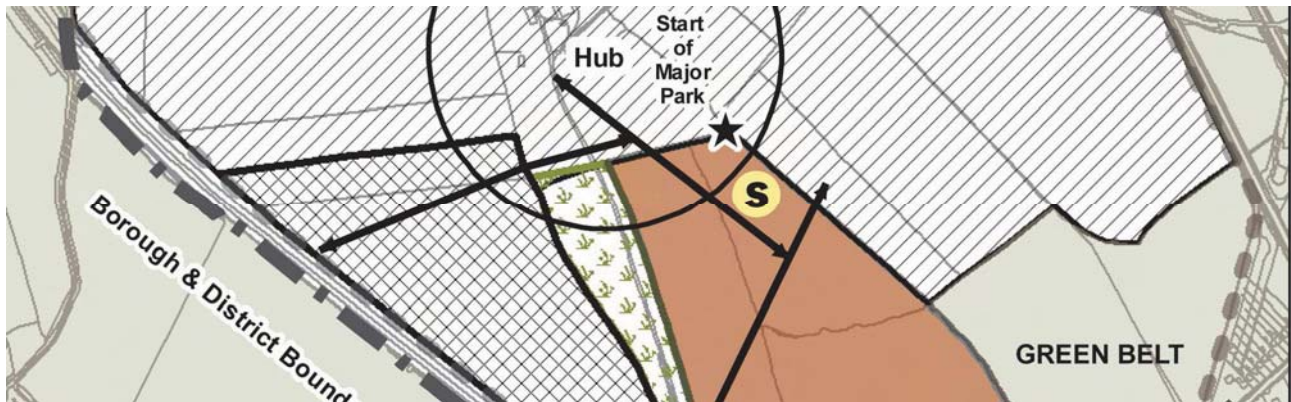 Start
of
Major
Park
Hub
S
Borough & District Bound
GREEN BELT